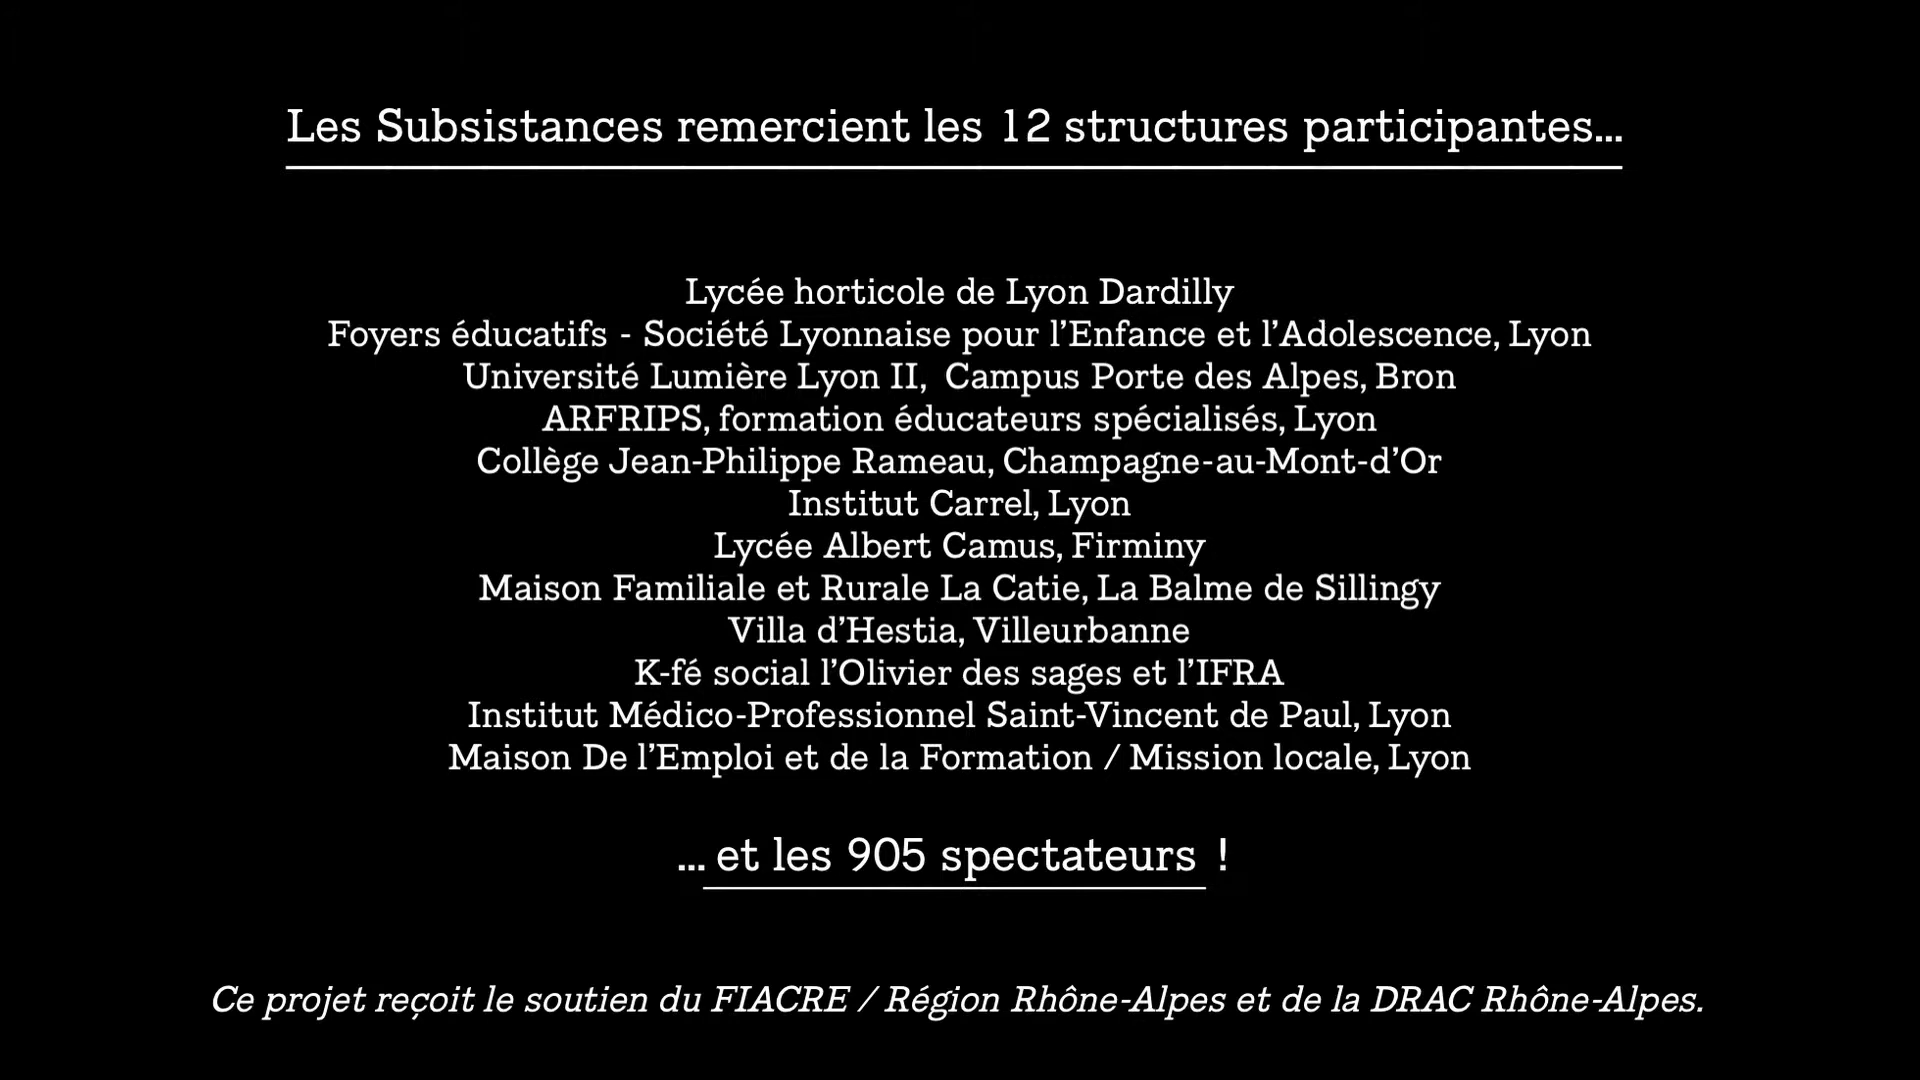 Les Subsistances remercient les 12 structures participantes...
Lycée horticole de Lyon Dardilly
Foyers éducatifs - Société Lyonnaise pour l'Enfance et l'Adolescence, Lyon
Université Lumière Lyon II,  Campus Porte des Alpes, Bron
ARFRIPS, formation éducateurs spécialisés, Lyon
Collège Jean-Philippe Rameau, Champagne-au-Mont-d'Or
Institut Carrel, Lyon
Lycée Albert Camus, Firminy
Maison Familiale et Rurale La Catie, La Balme de Sillingy
Villa d'Hestia, Villeurbanne
K-fé social l'Olivier des sages et l'IFRA
Institut Médico-Professionnel Saint-Vincent de Paul, Lyon
Maison De l'Emploi et de la Formation / Mission locale, Lyon
... et les 905 spectateurs !
Ce projet reçoit le soutien du FIACRE / Région Rhône-Alpes et de la DRAC Rhône-Alpes.